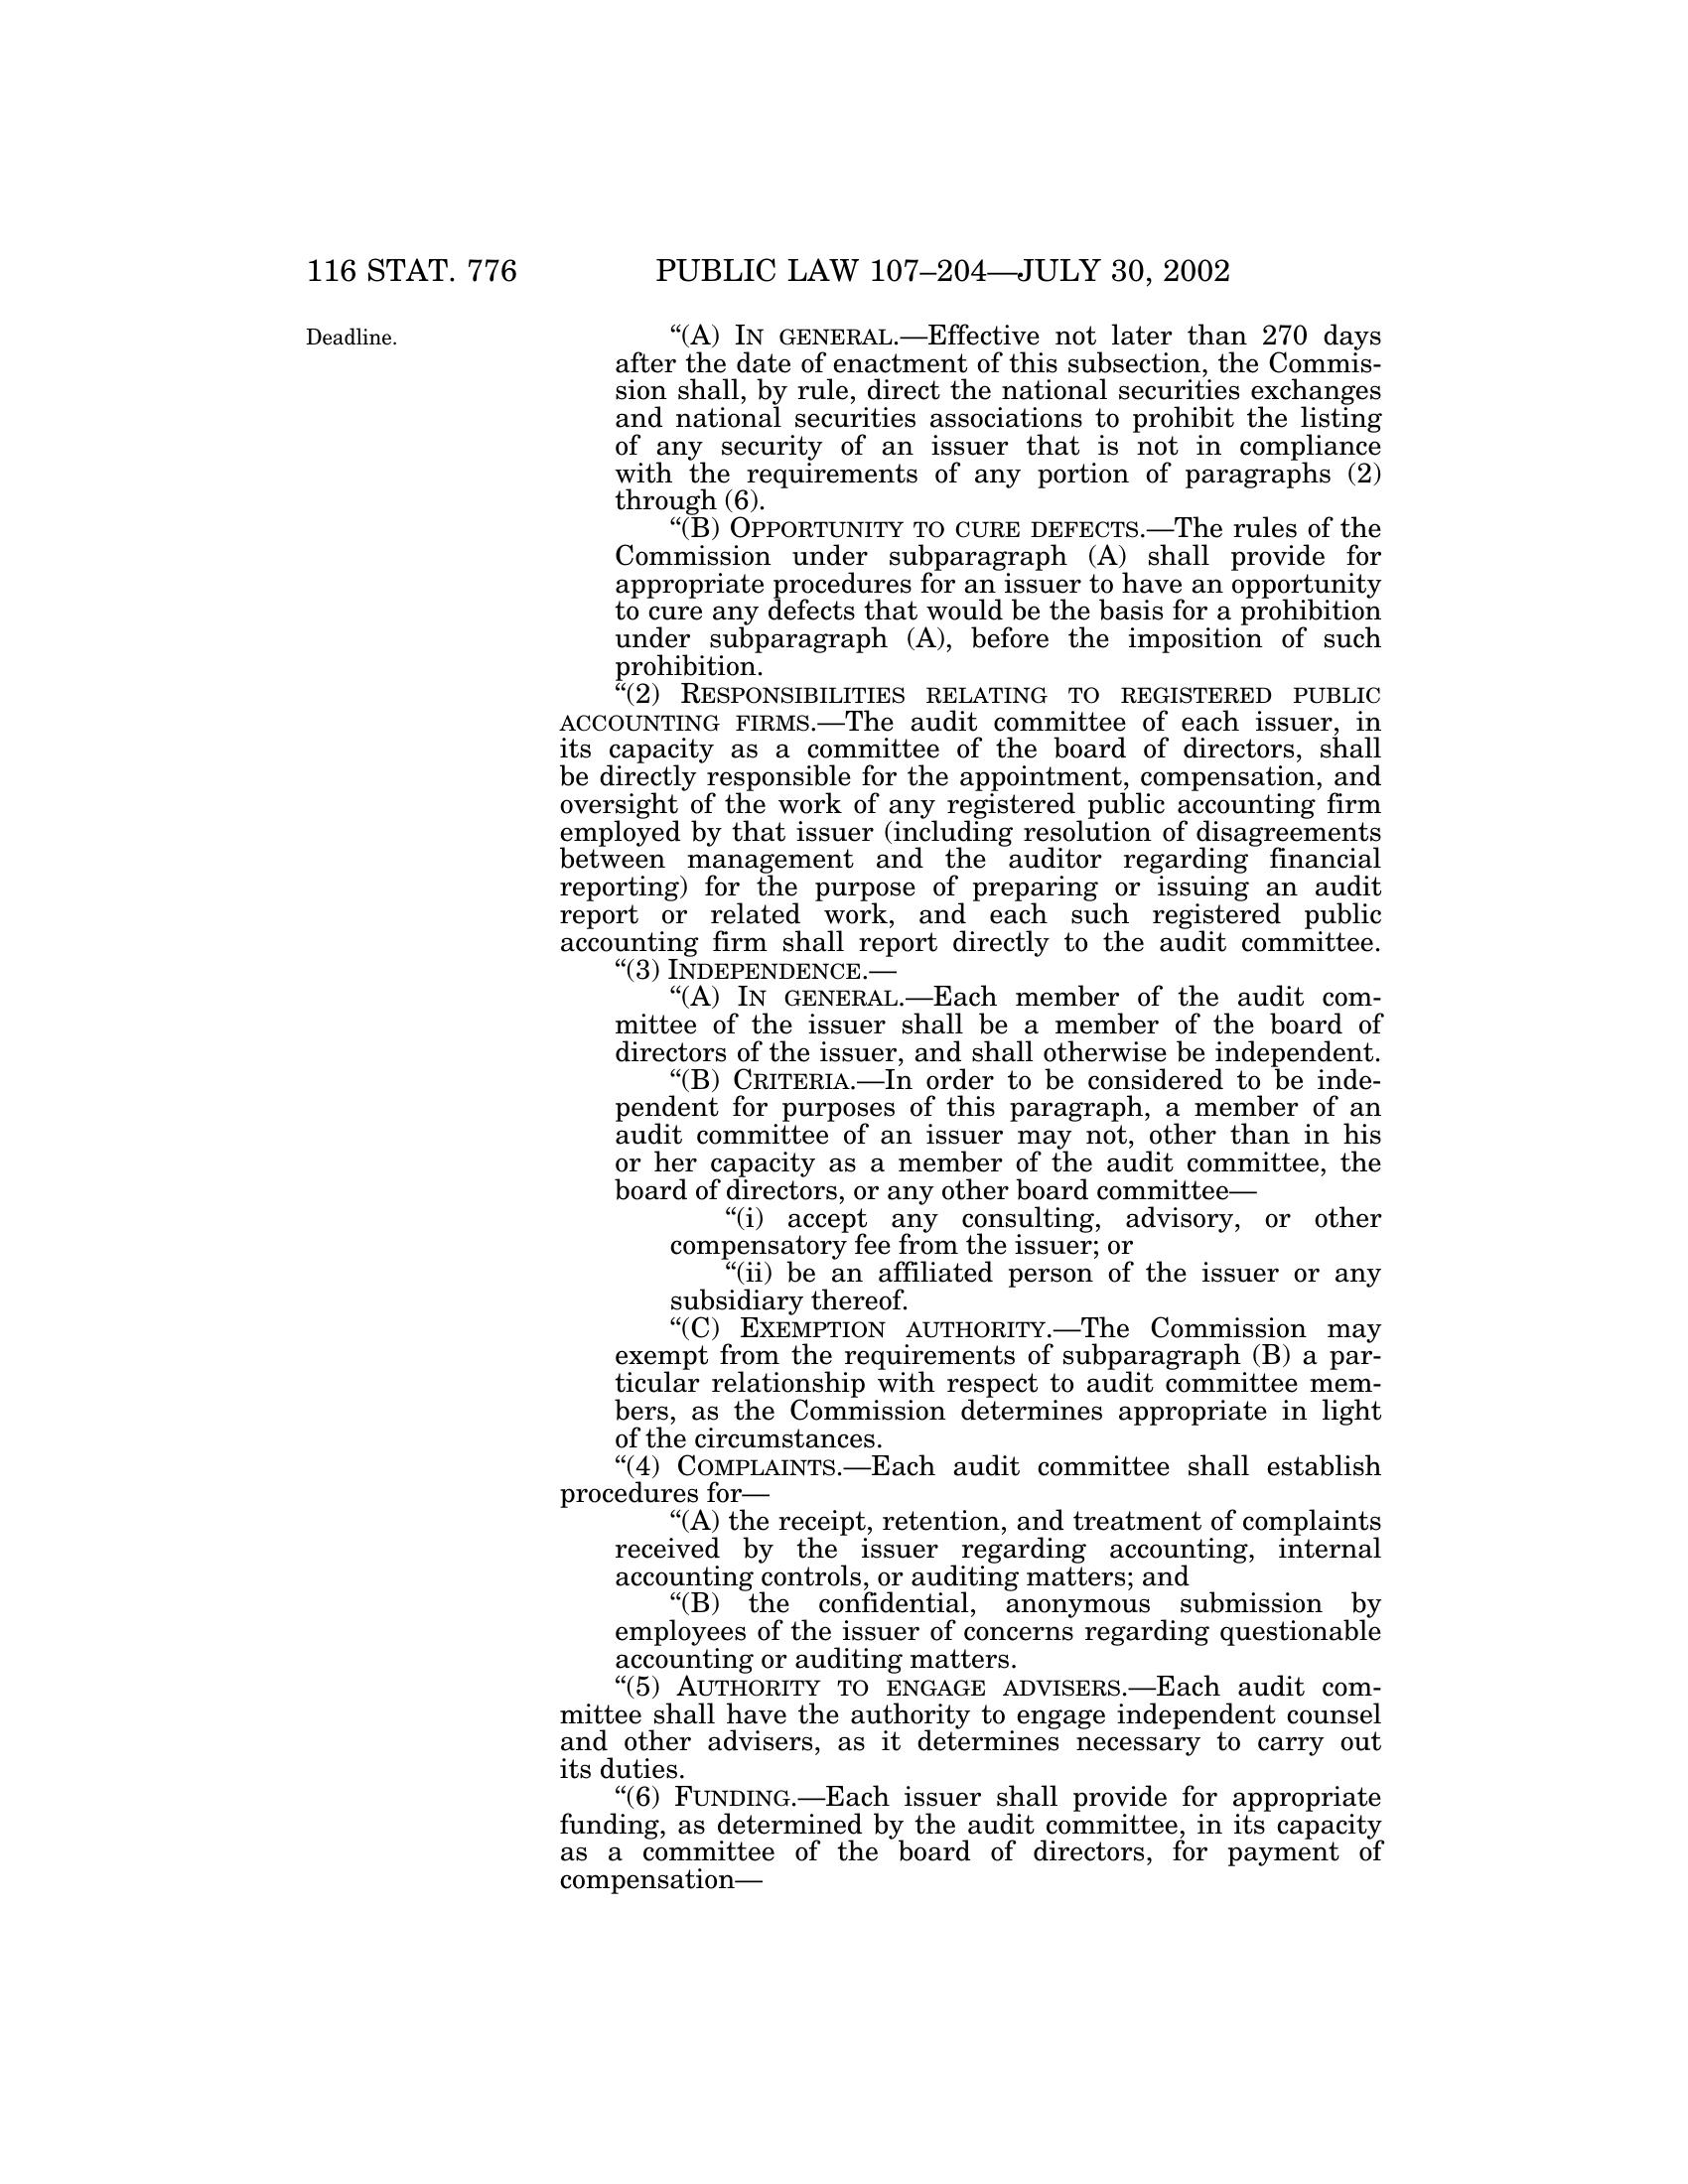 116 STAT. 776 PUBLIC LAW 107–204—JULY 30, 2002
Deadline.
“(A) IN GENERAL.—Effective not later than 270 days
after the date of enactment of this subsection, the Commis-
sion shall, by rule, direct the national securities exchanges
and national securities associations to prohibit the listing
of any security of an issuer that is not in compliance
with the requirements of any portion of paragraphs (2)
through (6).
“(B) OPPORTUNITY TO CURE DEFECTS.—The rules of the
Commission under subparagraph (A) shall provide for
appropriate procedures for an issuer to have an opportunity
to cure any defects that would be the basis for a prohibition
under subparagraph (A), before the imposition of such
prohibition.
“(2) RESPONSIBILITIES RELATING TO REGISTERED PUBLIC
ACCOUNTING FIRMS.—The audit committee of each issuer, in
its capacity as a committee of the board of directors, shall
be directly responsible for the appointment, compensation, and
oversight of the work of any registered public accounting firm
employed by that issuer (including resolution of disagreements
between management and the auditor regarding financial
reporting) for the purpose of preparing or issuing an audit
report or related work, and each such registered public
accounting firm shall report directly to the audit committee.
“(3) INDEPENDENCE.—
“(A) IN GENERAL.—Each member of the audit com-
mittee of the issuer shall be a member of the board of
directors of the issuer, and shall otherwise be independent.
“(B) CRITERIA.—In order to be considered to be inde-
pendent for purposes of this paragraph, a member of an
audit committee of an issuer may not, other than in his
or her capacity as a member of the audit committee, the
board of directors, or any other board committee—
“(i) accept any consulting, advisory, or other
compensatory fee from the issuer; or
“(ii) be an affiliated person of the issuer or any
subsidiary thereof.
“(C) EXEMPTION AUTHORITY.—The Commission may
exempt from the requirements of subparagraph (B) a par-
ticular relationship with respect to audit committee mem-
bers, as the Commission determines appropriate in light
of the circumstances.
“(4) COMPLAINTS.—Each audit committee shall establish
procedures for—
“(A) the receipt, retention, and treatment of complaints
received by the issuer regarding accounting, internal
accounting controls, or auditing matters; and
“(B) the confidential, anonymous submission by
employees of the issuer of concerns regarding questionable
accounting or auditing matters.
“(5) AUTHORITY TO ENGAGE ADVISERS.—Each audit com-
mittee shall have the authority to engage independent counsel
and other advisers, as it determines necessary to carry out
its duties.
“(6) FUNDING.—Each issuer shall provide for appropriate
funding, as determined by the audit committee, in its capacity
as a committee of the board of directors, for payment of
compensation—